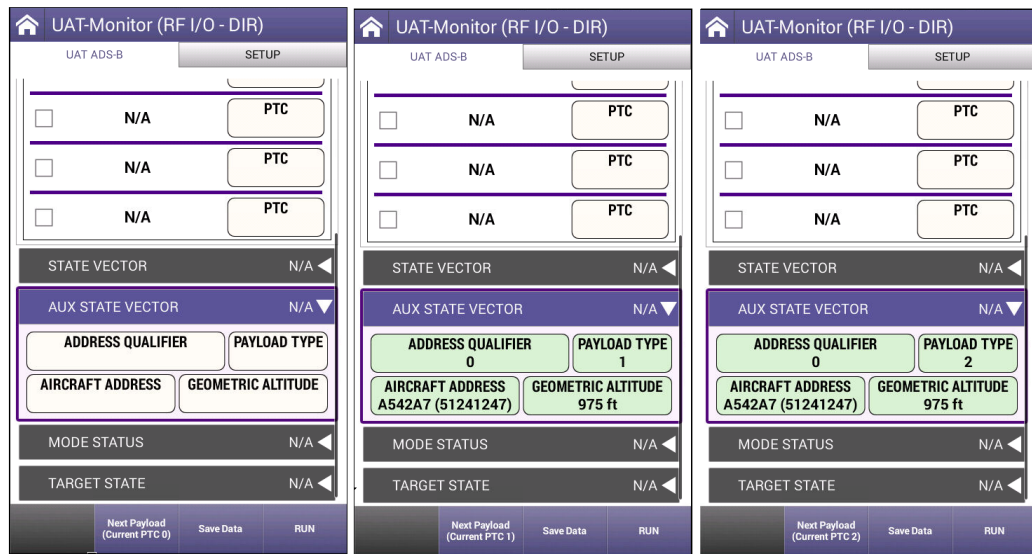 UAT-Monitor (RF I/O - DIR)
UAT ADS-B SETUP
N/A PTC
N/A PTC
N/A PTC
STATE VECTOR N/A
AUX STATE VECTOR N/A
ADDRESS QUALIFIER PAYLOAD TYPE
AIRCRAFT ADDRESS GEOMETRIC ALTITUDE
MODE STATUS N/A
TARGET STATE N/A
Next Payload
(Current PTC 0) Save Data RUN
UAT-Monitor (RF I/O - DIR)
UAT ADS-B SETUP
N/A PTC
N/A PTC
N/A PTC
STATE VECTOR N/A
AUX STATE VECTOR N/A
ADDRESS QUALIFIER PAYLOAD TYPE
0 1
AIRCRAFT ADDRESS GEOMETRIC ALTITUDE
A542A7 (51241247) 975 ft
MODE STATUS N/A
TARGET STATE N/A
Next Payload
(Current PTC 1) Save Data RUN
UAT-Monitor (RF I/O - DIR)
UAT ADS-B SETUP
N/A PTC
N/A PTC
N/A PTC
STATE VECTOR N/A
AUX STATE VECTOR N/A
ADDRESS QUALIFIER PAYLOAD TYPE
0 2
AIRCRAFT ADDRESS GEOMETRIC ALTITUDE
A542A7 (51241247) 975 ft
MODE STATUS N/A
TARGET STATE N/A
Next Payload
(Current PTC 2) Save Data RUN